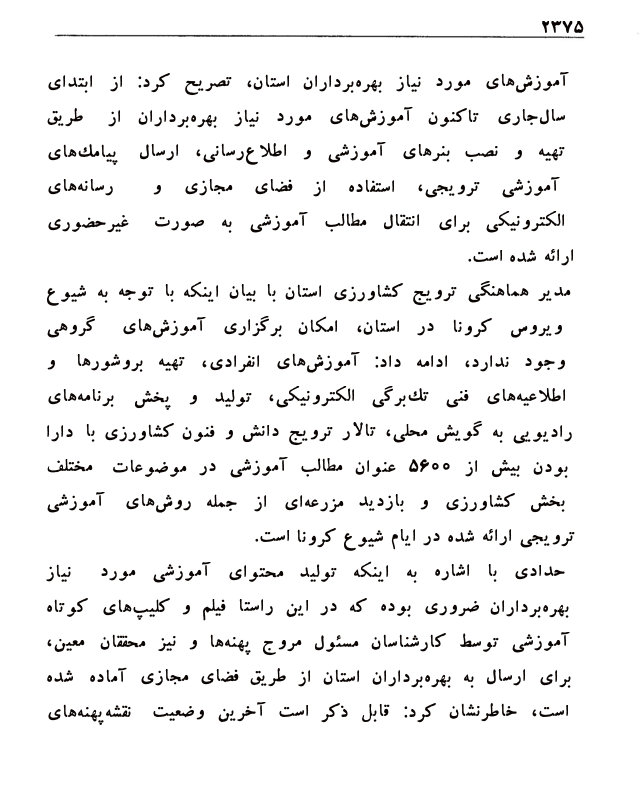 ۲۳۷۵
آموزش‌های مورد نیاز بهره‌برداران استان، تصریح کرد: از ابتدای
سال‌جاری تاکنون آموزش‌های مورد نیاز بهره‌برداران از طریق
تهیه و نصب بنرهای آموزشی و اطلاع‌رسانی، ارسال پیامك‌های
آموزشی ترویجی، استفاده از فضای مجازی و رسانه‌های
الکترونیکی برای انتقال مطالب آموزشی به صورت غیرحضوری
ارائه شده است.
مدیر هماهنگی ترویج کشاورزی استان با بیان اینکه با توجه به شیوع
ویروس کرونا در استان، امکان برگزاری آموزش‌های گروهی
وجود ندارد، ادامه داد: آموزش‌های انفرادی، تهیه بروشورها و
اطلاعیه‌های فنی تك‌برگی الکترونیکی، تولید و پخش برنامه‌های
رادیویی به گویش محلی، تالار ترویج دانش و فنون کشاورزی با دارا
بودن بیش از ۵۶۰۰ عنوان مطالب آموزشی در موضوعات مختلف
بخش کشاورزی و بازدید مزرعه‌ای از جمله روش‌های آموزشی
ترویجی ارائه شده در ایام شیوع کرونا است.
حدادی با اشاره به اینکه تولید محتوای آموزشی مورد نیاز
بهره‌برداران ضروری بوده که در این راستا فیلم و کلیپ‌های کوتاه
آموزشی توسط کارشناسان مسئول مروج پهنه‌ها و نیز محققان معین،
برای ارسال به بهره‌برداران استان از طریق فضای مجازی آماده شده
است، خاطرنشان کرد: قابل ذکر است آخرین وضعیت نقشه‌پهنه‌های